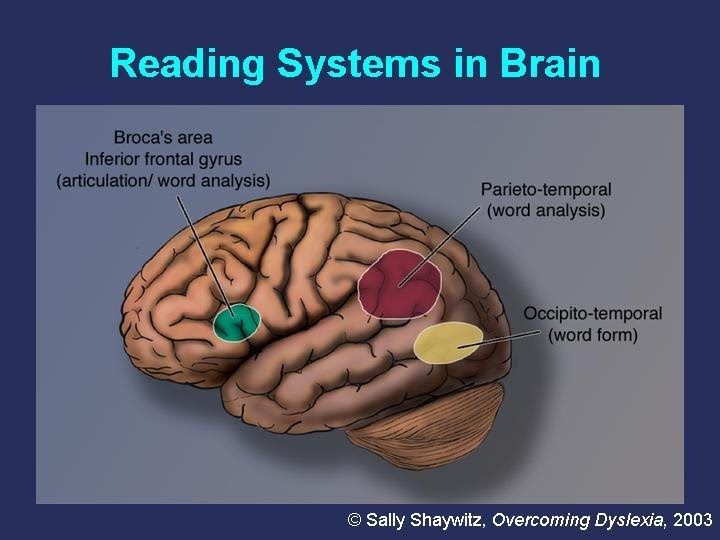 Reading Systems in Brain
Broca's area
Inferior frontal gyrus
(articulation/ word analysis)
Parieto-temporal
(word analysis)
Occipito-temporal
(word form)
© Sally Shaywitz, Overcoming Dyslexia, 2003